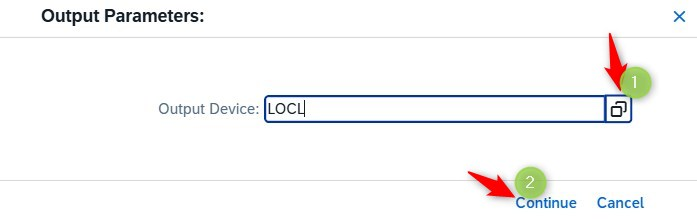 Output Parameters:
1
Output Device: LOCL
2
Continue Cancel